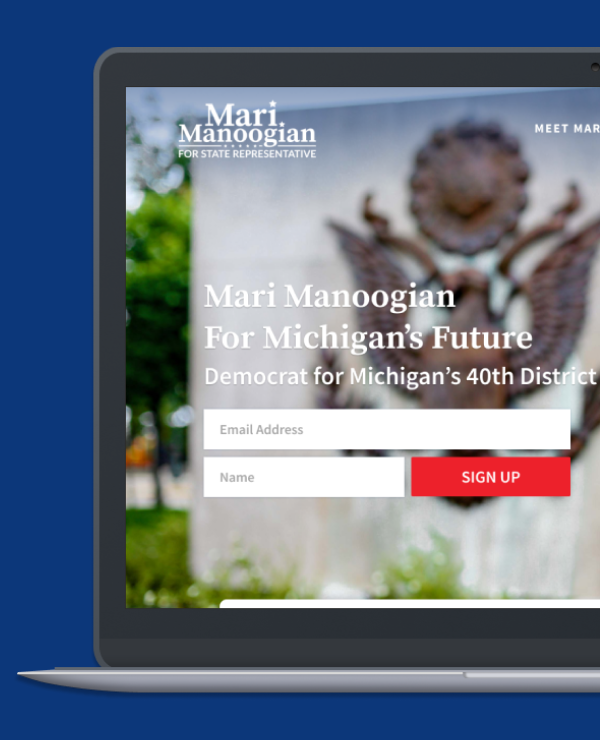 Mari
Manoogian
FOR STATE REPRESENTATIVE
MEET MAR
Mari Manoogian
For Michigan's Future
Democrat for Michigan's 40th District
Email Address
Name
SIGN UP